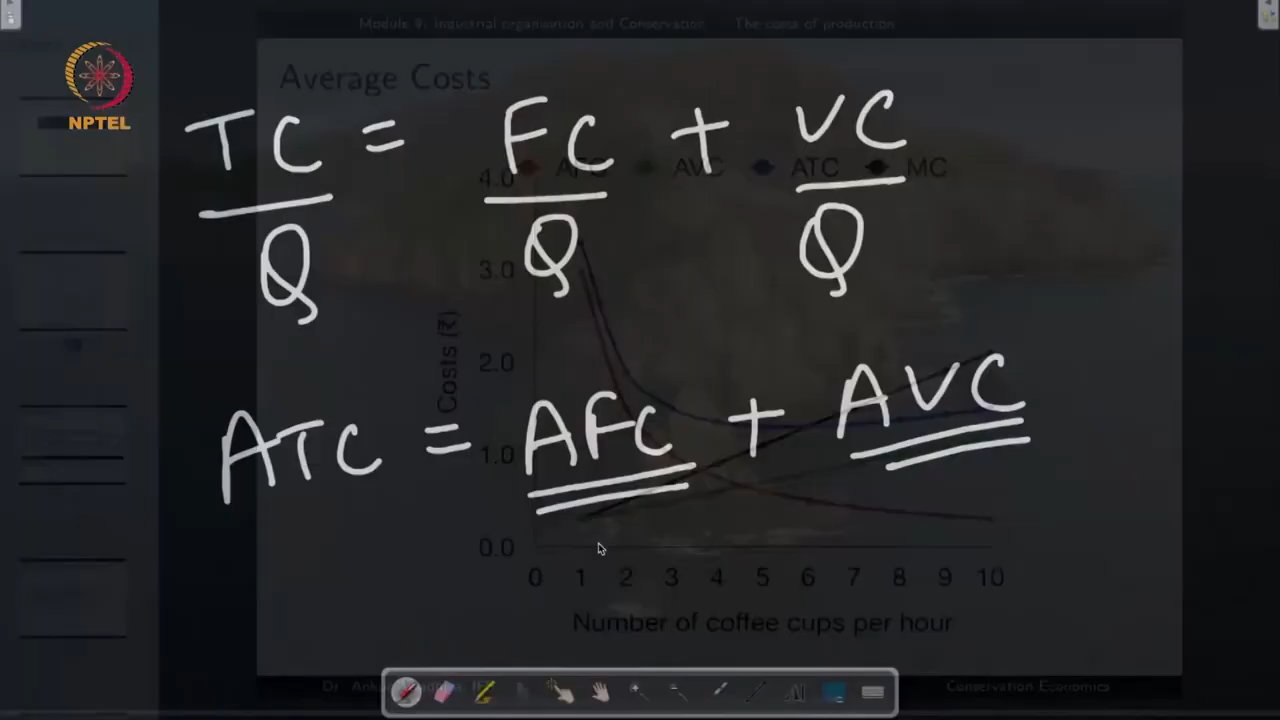 Module 9: Industrial organisation and Conservation The costs of production
Average Costs
NPTEL
TC = FC + VC
Q Q Q
AFC AVC ATC MC
4.0
3.0
2.0
1.0
0.0
Costs (₹)
ATC = AFC + AVC
0 1 2 3 4 5 6 7 8 9 10
Number of coffee cups per hour
Conservation Economics